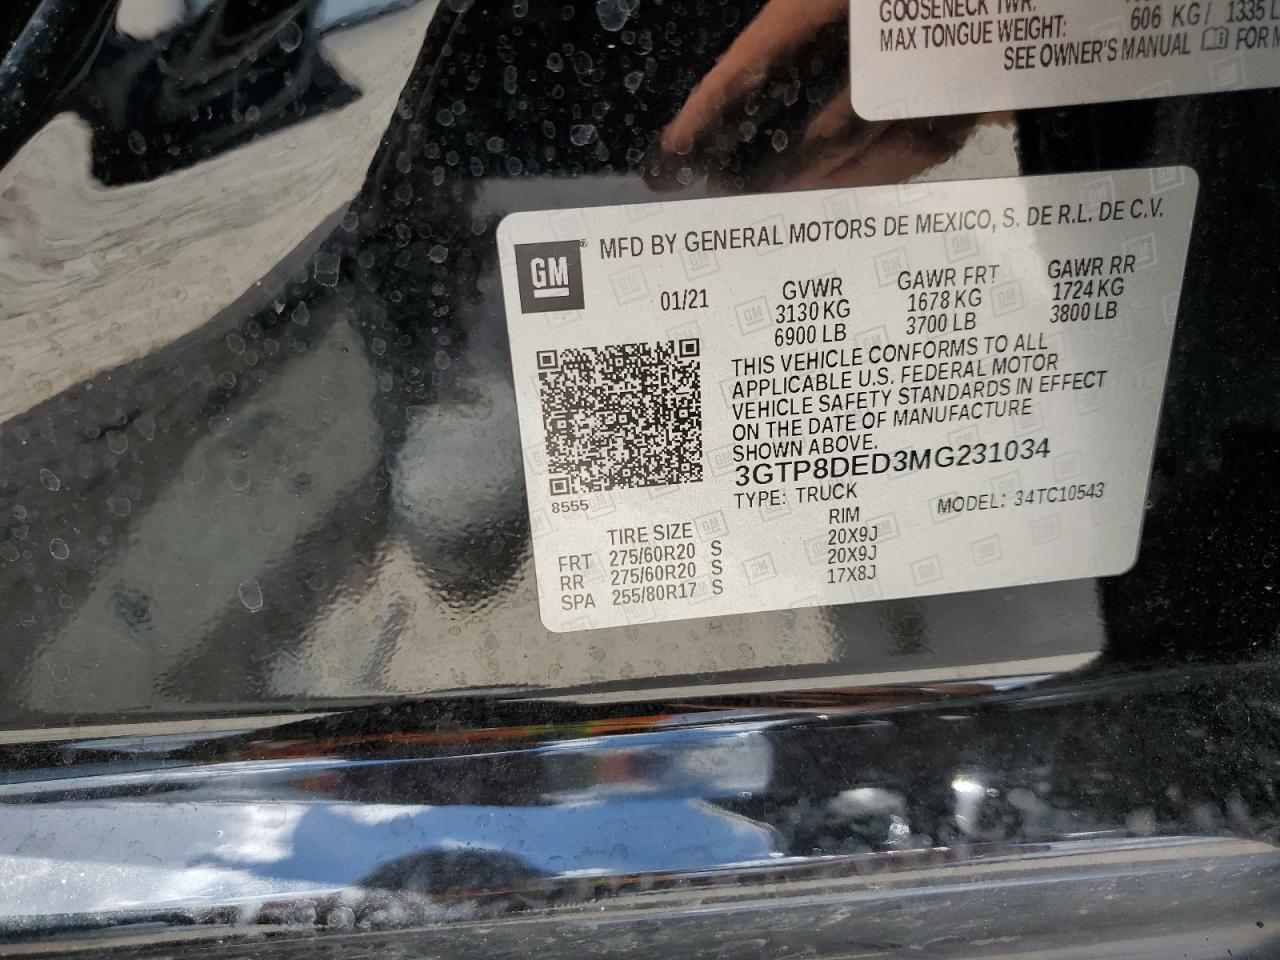 GOOSENECK TWR:
MAX TONGUE WEIGHT: 606 KG/ 1335 L
SEE OWNER'S MANUAL FOR M
GM
MFD BY GENERAL MOTORS DE MEXICO, S. DE R.L. DE C.V.
01/21 GVWR GAWR FRT GAWR RR
3130 KG 1678 KG 1724 KG
6900 LB 3700 LB 3800 LB
THIS VEHICLE CONFORMS TO ALL
APPLICABLE U.S. FEDERAL MOTOR
VEHICLE SAFETY STANDARDS IN EFFECT
ON THE DATE OF MANUFACTURE
SHOWN ABOVE.
3GTP8DED3MG231034
8555 TYPE: TRUCK MODEL: 34TC10543
TIRE SIZE RIM
FRT 275/60R20 S 20X9J
RR 275/60R20 S 20X9J
SPA 255/80R17 S 17X8J